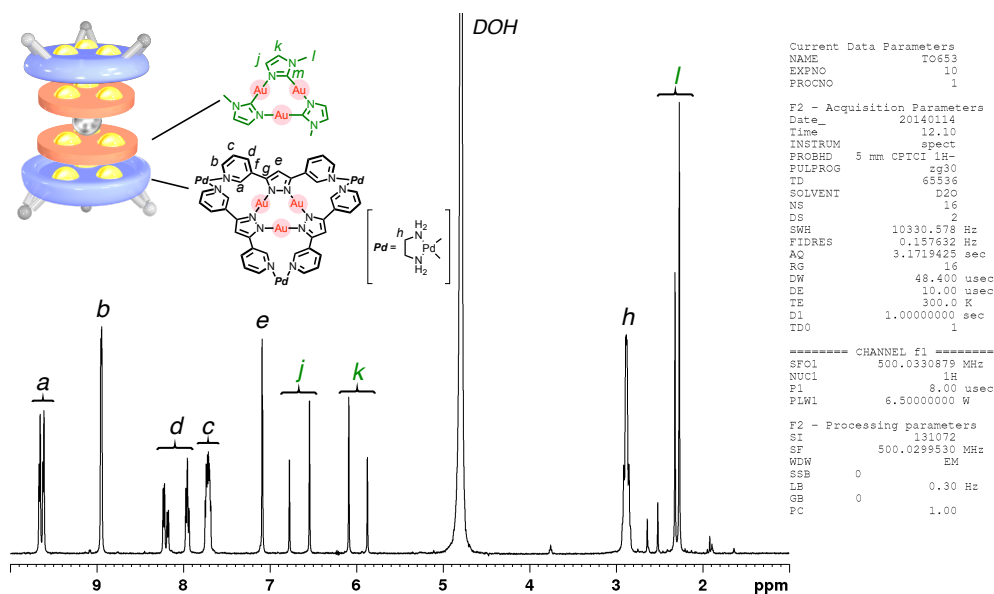 DOH
l
k
j
l
N
m
N
Au
Au
Au
N
N
N
N
d
c
e
b
f
g
a
N
N
Pd
Pd
N
N
N
N
Au
Au
N
N
Au
N
N
N
N
Pd
Pd =
h
H2
N
Pd
N
H2
a
b
d
c
e
j
k
h
9
8
7
6
5
4
3
2
ppm
Current Data Parameters
NAME TO653
EXPNO 10
PROCNO 1
F2 - Acquisition Parameters
Date_ 20140114
Time 12.10
INSTRUM spect
PROBHD 5 mm CPTCI 1H-
PULPROG zg30
TD 65536
SOLVENT D2O
NS 16
DS 2
SWH 10330.578 Hz
FIDRES 0.157632 Hz
AQ 3.1719425 sec
RG 16
DW 48.400 usec
DE 10.00 usec
TE 300.0 K
D1 1.00000000 sec
TD0 1
======== CHANNEL f1 ========
SFO1 500.0330879 MHz
NUC1 1H
P1 8.00 usec
PLW1 6.50000000 W
F2 - Processing parameters
SI 131072
SF 500.0299530 MHz
WDW EM
SSB 0
LB 0.30 Hz
GB 0
PC 1.00